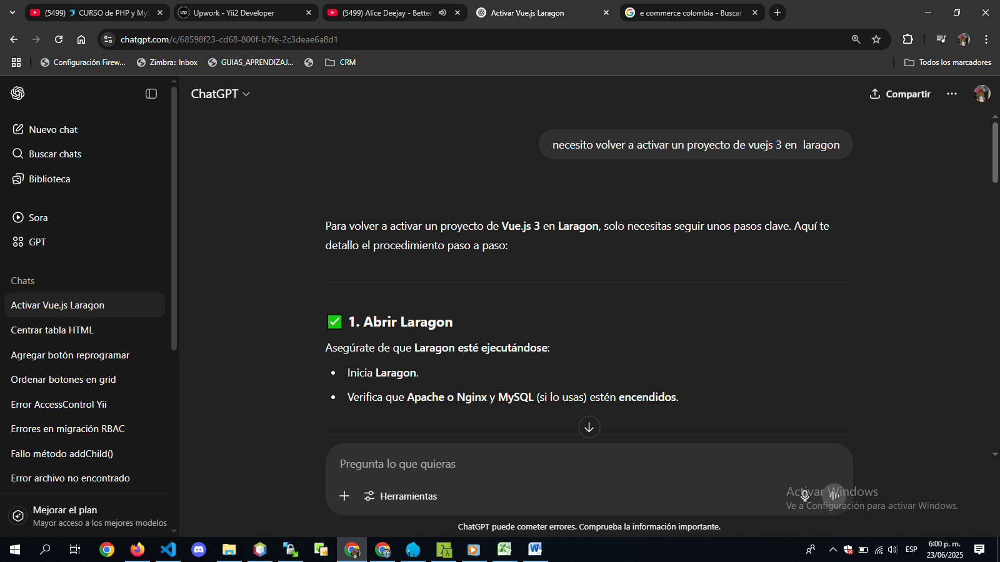 (5499) CURSO de PHP y My
Upwork - Yii2 Developer
(5499) Alice Deejay - Better
Activar Vue.js Laragon
e commerce colombia - Buscar
chatgpt.com/c/68598f23-cd68-800f-b7fe-2c3deae6a8d1
Configuración Firew...
Zimbra:: Inbox
GUIAS_APRENDIZAJ...
CRM
Todos los marcadores
ChatGPT
Compartir
Nuevo chat
Buscar chats
Biblioteca
Sora
GPT
Chats
Activar Vue.js Laragon
Centrar tabla HTML
Agregar botón reprogramar
Ordenar botones en grid
Error AccessControl Yii
Errores en migración RBAC
Fallo método addChild()
Error archivo no encontrado
Mejorar el plan
Mayor acceso a los mejores modelos
necesito volver a activar un proyecto de vuejs 3 en laragon
Para volver a activar un proyecto de Vue.js 3 en Laragon, solo necesitas seguir unos pasos clave. Aquí te
detallo el procedimiento paso a paso:
✅ 1. Abrir Laragon
Asegúrate de que Laragon esté ejecutándose:
• Inicia Laragon.
• Verifica que Apache o Nginx y MySQL (si lo usas) estén encendidos.
Pregunta lo que quieras
Herramientas
Activar Windows
Ve a Configuración para activar Windows.
ChatGPT puede cometer errores. Comprueba la información importante.
ESP
6:00 p. m.
23/06/2025